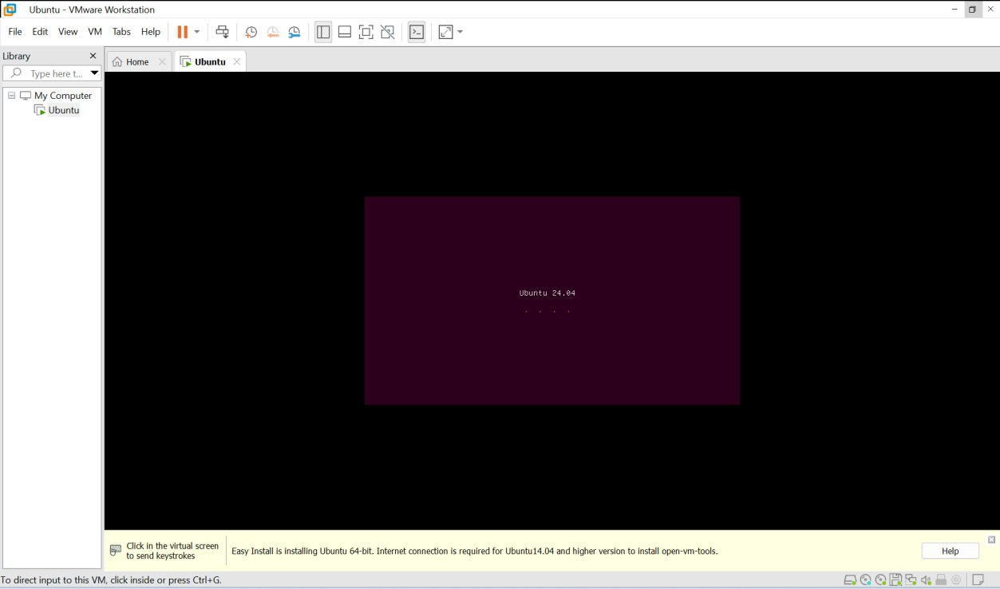 Ubuntu - VMware Workstation
File Edit View VM Tabs Help
Library
Home
Ubuntu
Type here t...
My Computer
Ubuntu
Ubuntu 24.04
. . . .
Click in the virtual screen
to send keystrokes
Easy Install is installing Ubuntu 64-bit. Internet connection is required for Ubuntu14.04 and higher version to install open-vm-tools.
Help
To direct input to this VM, click inside or press Ctrl+G.